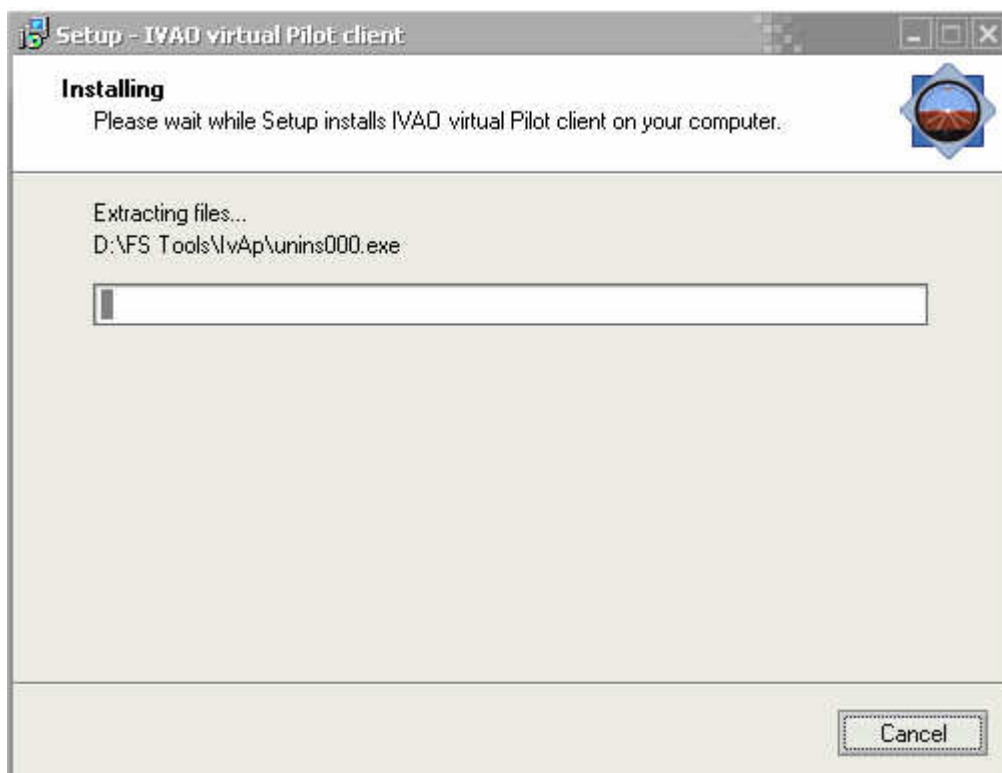 Setup - IVAO virtual Pilot client
Installing
Please wait while Setup installs IVAO virtual Pilot client on your computer.
Extracting files...
D:\FS Tools\IvAp\unins000.exe
Cancel